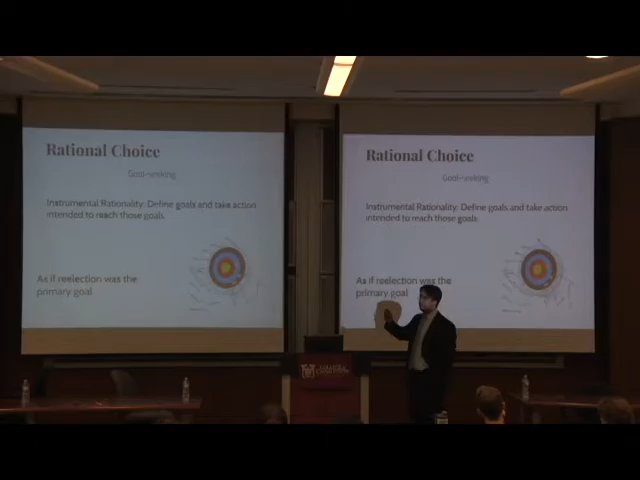 Rational Choice
Goal-seeking
Instrumental Rationality: Define goals and take action
intended to reach those goals
As if reelection was the
primary goal
Rational Choice
Goal-seeking
Instrumental Rationality: Define goals and take action
intended to reach those goals
As if reelection was the
primary goal